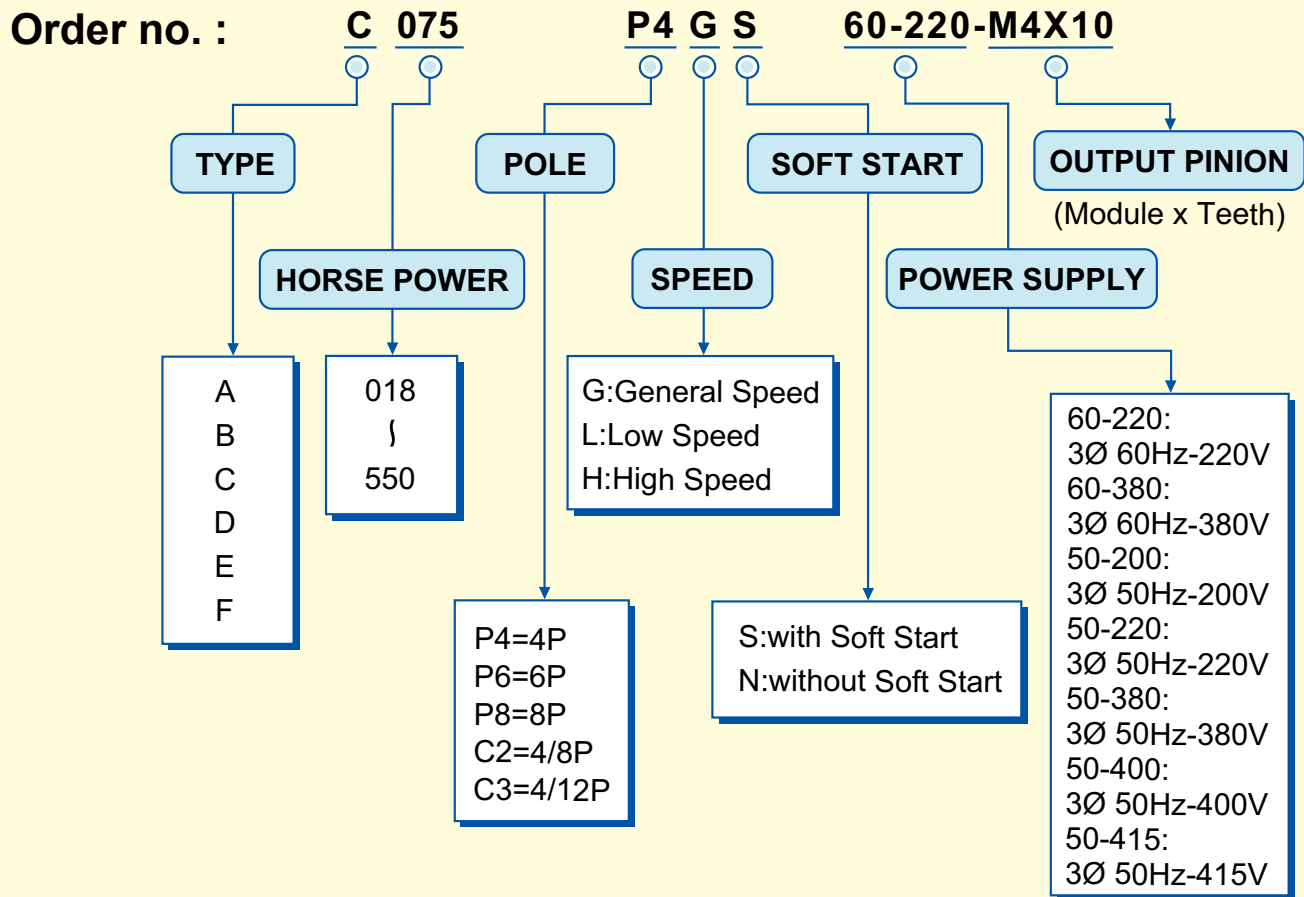 Order no. : C 075 P4 G S 60-220-M4X10
TYPE
POLE
SOFT START
OUTPUT PINION
(Module x Teeth)
HORSE POWER
SPEED
POWER SUPPLY
A
B
C
D
E
F
018
~
550
G:General Speed
L:Low Speed
H:High Speed
P4=4P
P6=6P
P8=8P
C2=4/8P
C3=4/12P
S:with Soft Start
N:without Soft Start
60-220:
3Ø 60Hz-220V
60-380:
3Ø 60Hz-380V
50-200:
3Ø 50Hz-200V
50-220:
3Ø 50Hz-220V
50-380:
3Ø 50Hz-380V
50-400:
3Ø 50Hz-400V
50-415:
3Ø 50Hz-415V